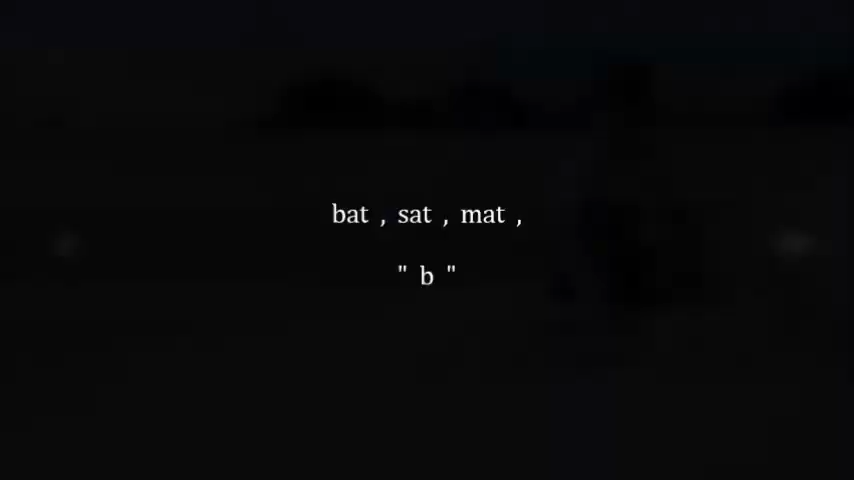 bat , sat , mat ,
" b "